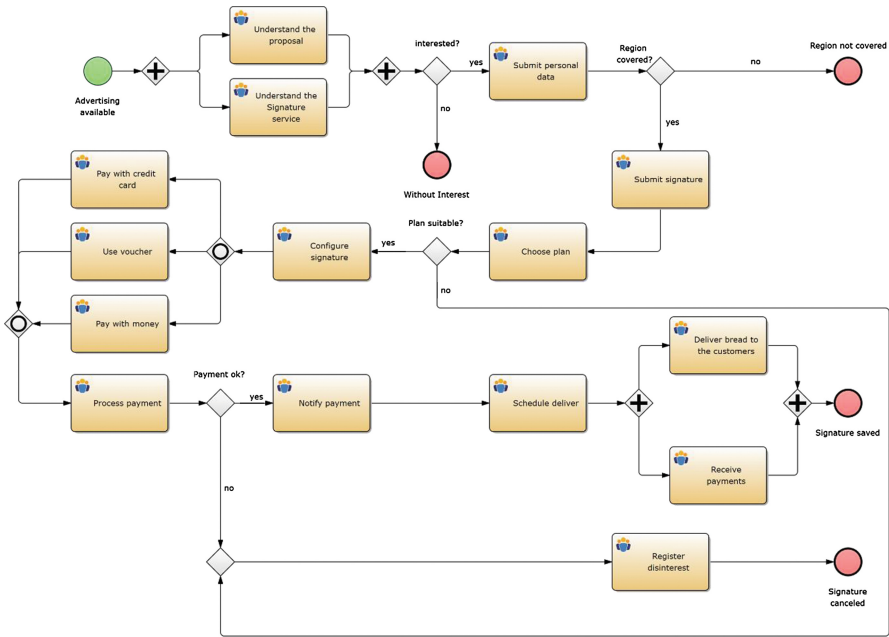 Understand the
proposal
interested?
yes
Submit personal
data
Region
covered?
no
Region not covered
Advertising
available
Understand the
Signature
service
no
Without Interest
yes
Submit signature
Pay with credit
card
Use voucher
Pay with money
Configure
signature
yes
Plan suitable?
Choose plan
no
Process payment
Payment ok?
yes
Notify payment
Schedule deliver
Deliver bread to
the customers
Receive
payments
Signature saved
no
Register
disinterest
Signature
canceled